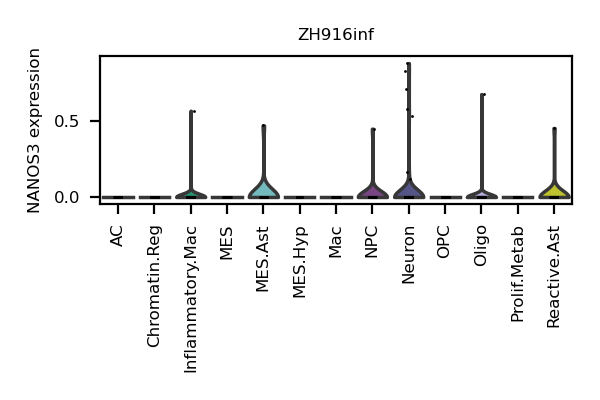 ZH916inf
NANOS3 expression
0.5
0.0
AC
Chromatin.Reg
Inflammatory.Mac
MES
MES.Ast
MES.Hyp
Mac
NPC
Neuron
OPC
Oligo
Prolif.Metab
Reactive.Ast